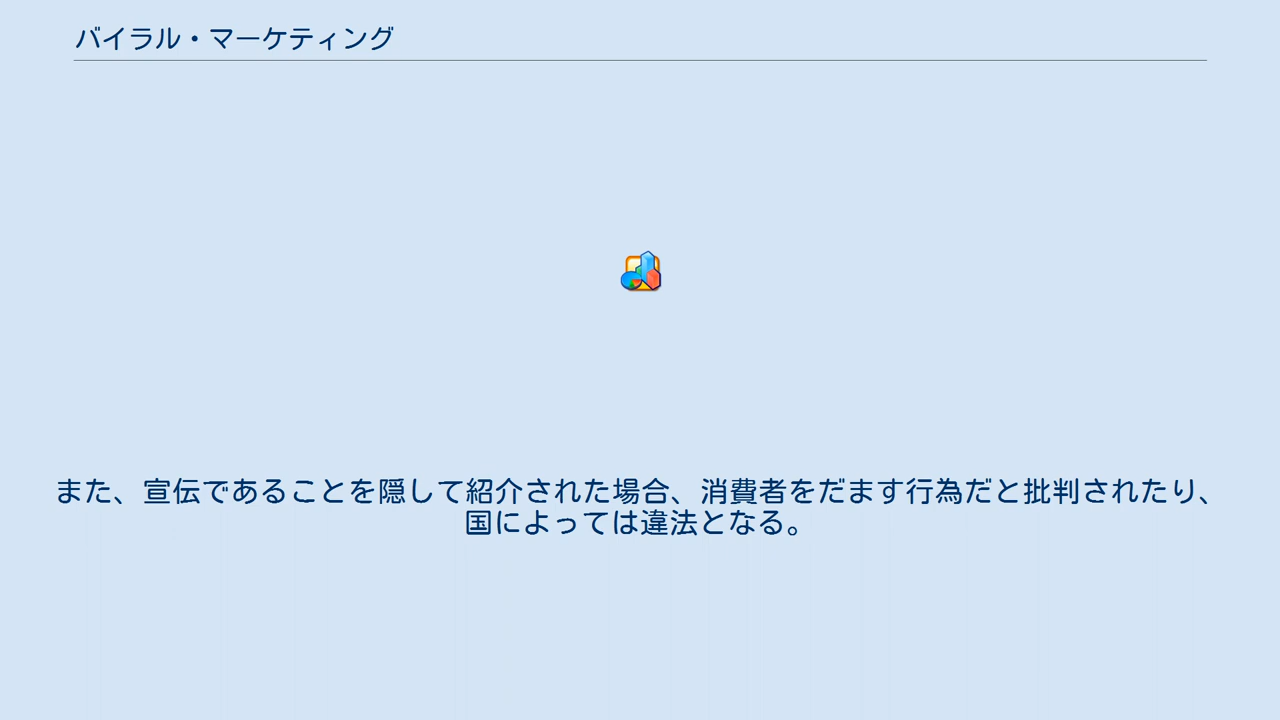 バイラル・マーケティング
また、宣伝であることを隠して紹介された場合、消費者をだます行為だと批判されたり、
国によっては違法となる。